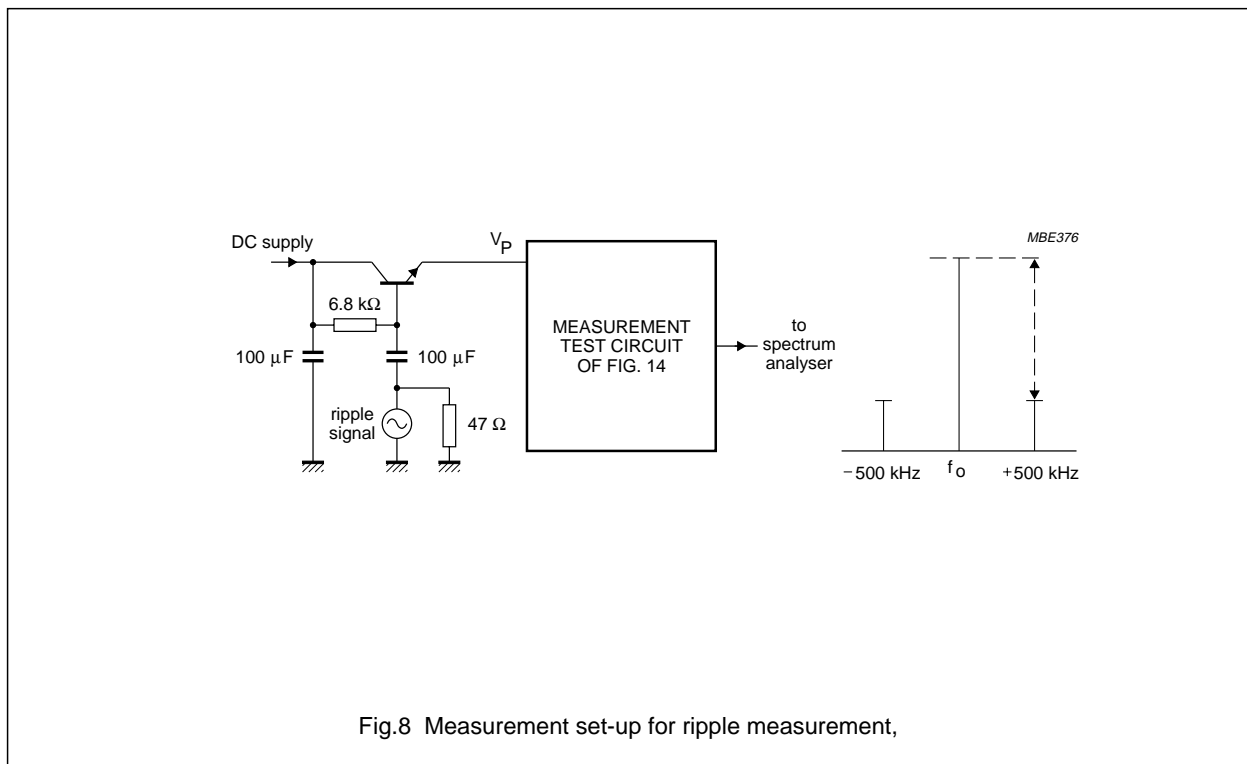 DC supply
V P
MBE376
6.8 kΩ
100 µF
100 µF
ripple
signal
47 Ω
MEASUREMENT
TEST CIRCUIT
OF FIG. 14
to
spectrum
analyser
−500 kHz
f o
+500 kHz
Fig.8 Measurement set-up for ripple measurement,